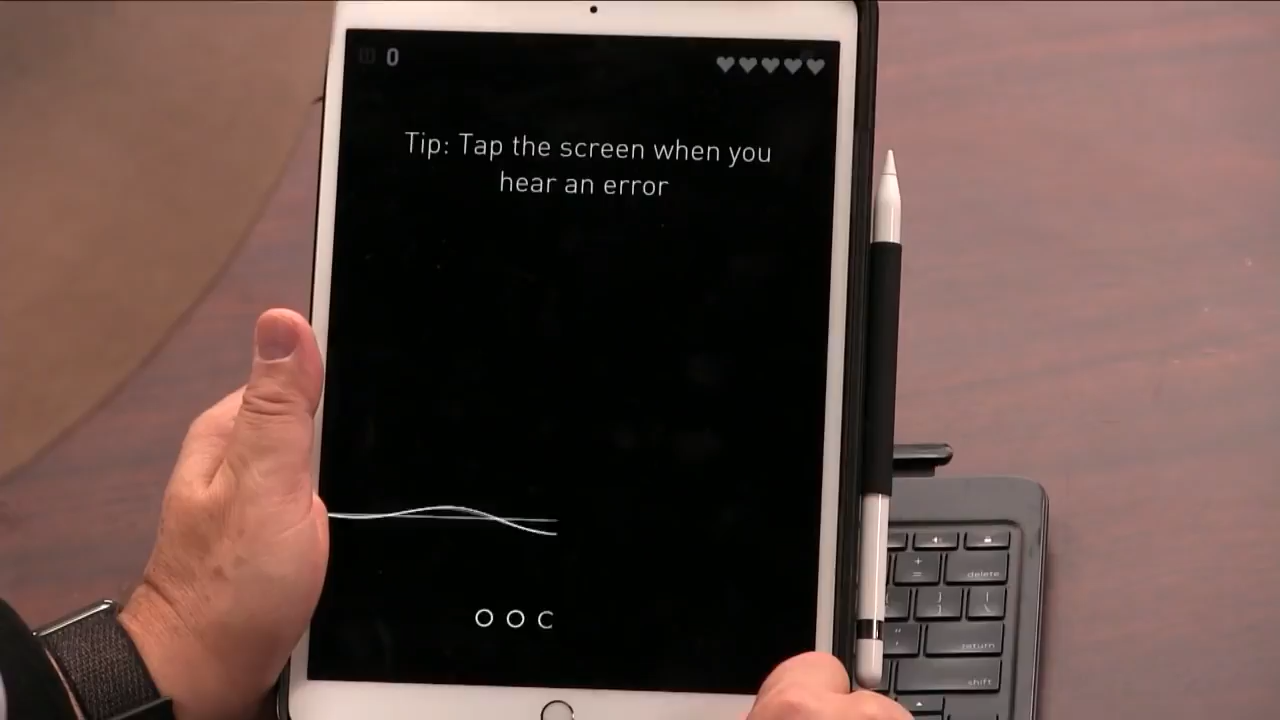 0
Tip: Tap the screen when you
hear an error
+
=
delete
}
]
{
[
|
\
"
'
return
shift